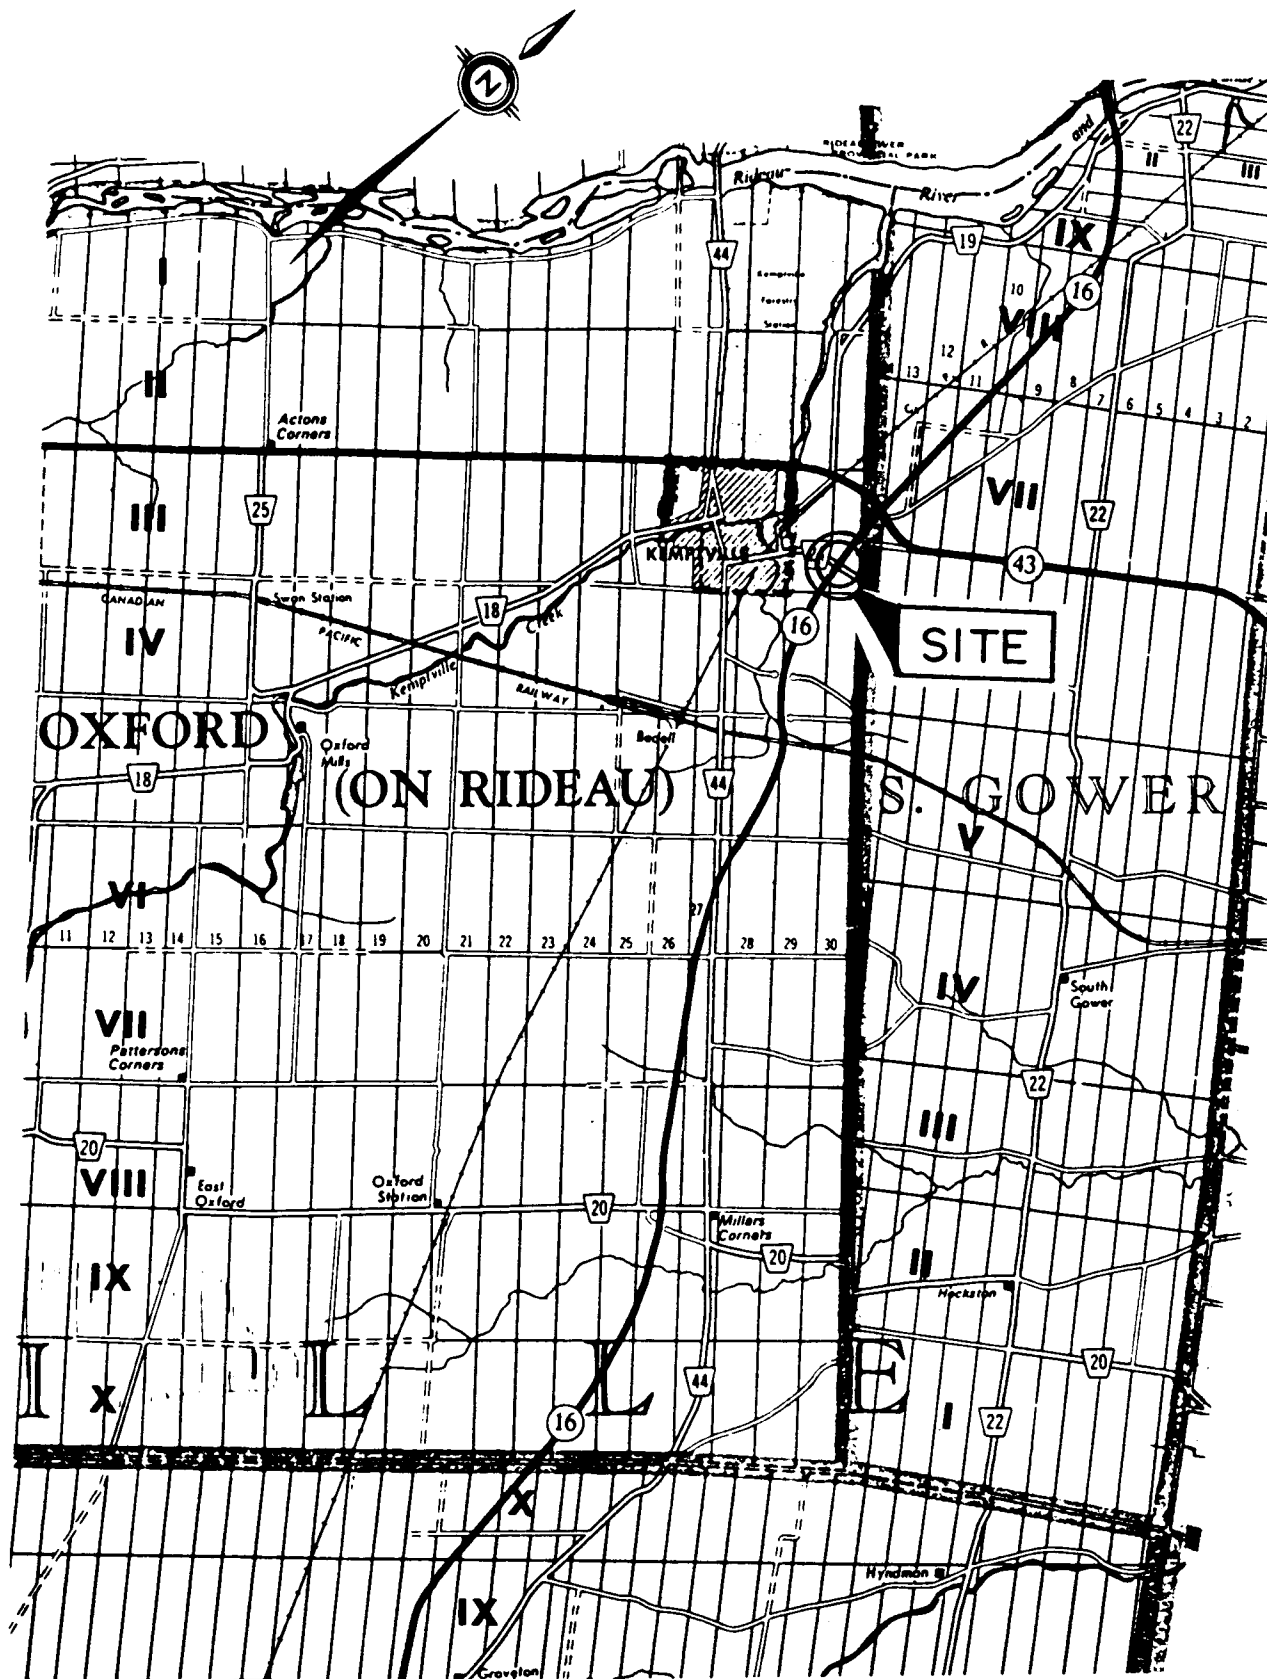 N
22
and
II
III
RIDEAU RIVER
PROVINCIAL PARK
Rideau
River
IX
19
44
I
Kemptville
Forestry
Station
16
10
VIII
12
13
11
9
8
7
6
5
4
3
2
II
Actons
Corners
C.
P.
R.
III
25
VII
22
KEMPTVILLE
43
CANADIAN
Swan Station
18
PACIFIC
Creek
16
SITE
IV
Kemptville
RAILWAY
OXFORD
Oxford
Mills
Bedell
18
(ON RIDEAU)
44
S. GOWER
V
VI
27
11
12
13
14
15
16
17
18
19
20
21
22
23
24
25
26
28
29
30
IV
South
Gower
VII
Pattersons
Corners
22
III
20
VIII
East
Oxford
Oxford
Station
20
Millars
Corners
20
II
IX
Heckston
I L L E
20
X
44
16
I
22
X
Hyndman
IX
Groveton